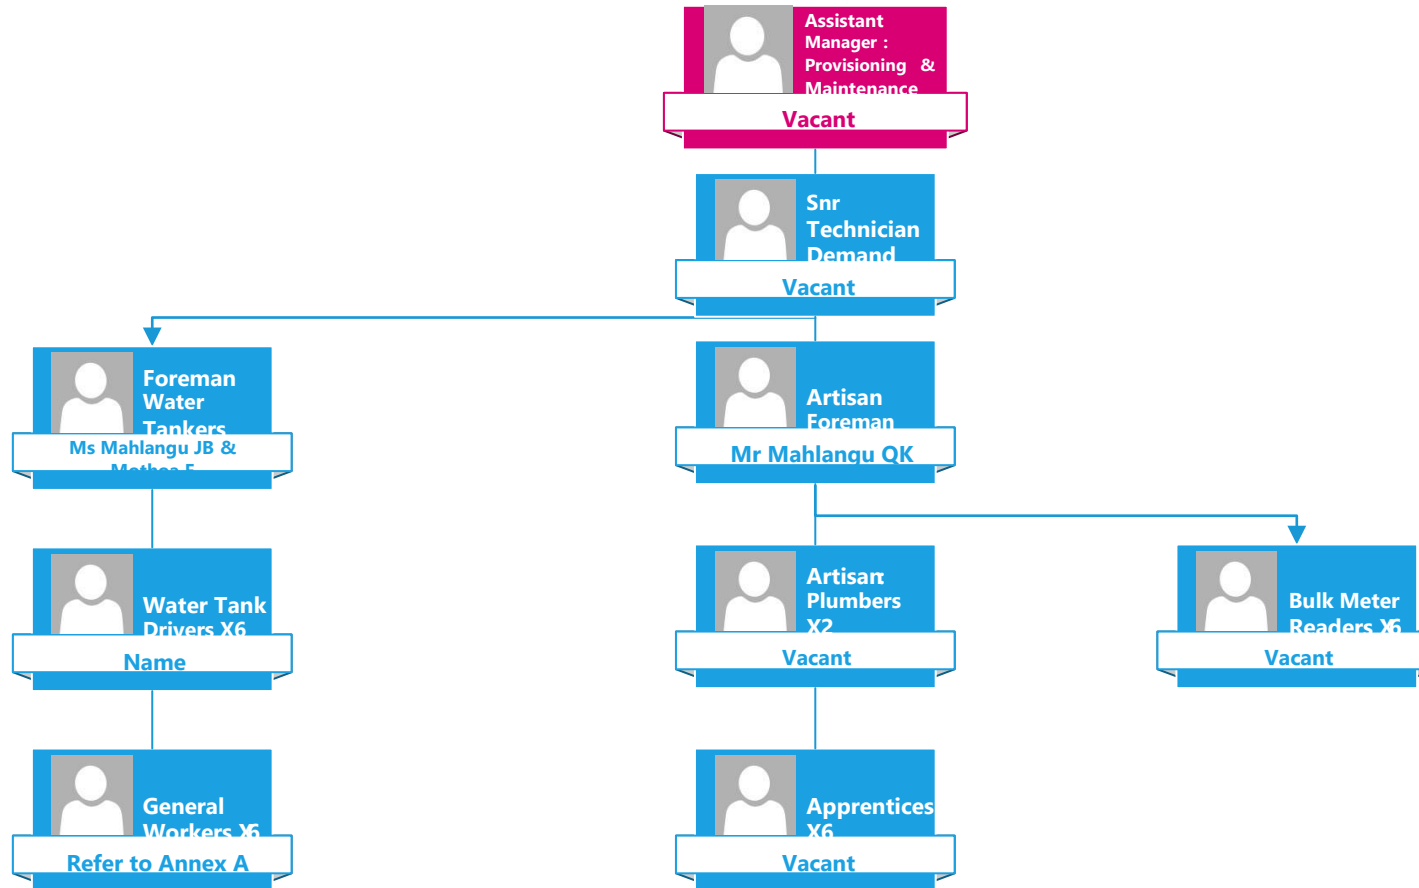 Assistant
Manager :
Provisioning &
Maintenance
Vacant
Snr
Technician
Demand
Vacant
Foreman
Water
Tankers
Ms Mahlangu JB &
Artisan
Foreman
Mr Mahlangu QK
Water Tank
Drivers X6
Name
Artisan:
Plumbers
X2
Vacant
Bulk Meter
Readers X6
Vacant
General
Workers X6
Refer to Annex A
Apprentices
X6
Vacant